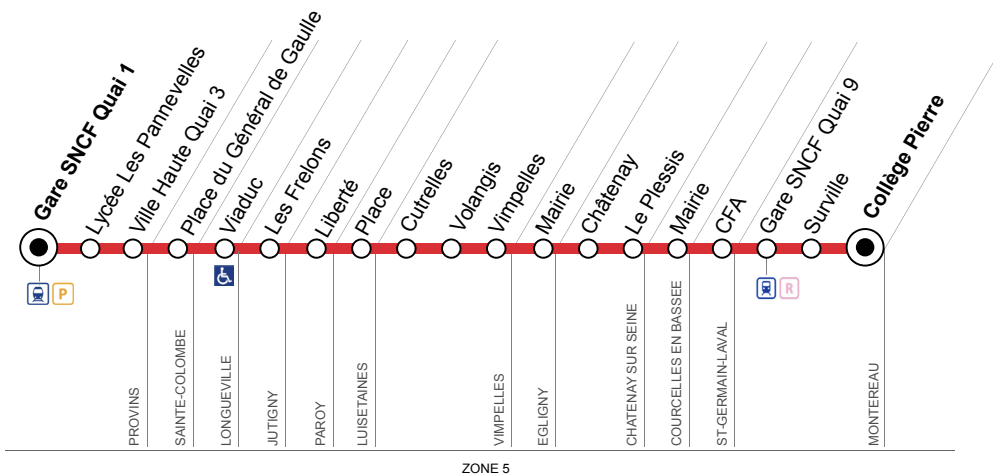 Gare SNCF Quai 1
Lycée Les Pannevelles
Ville Haute Quai 3
Place du Général de Gaulle
Viaduc
Les Frelons
Liberté
Place
Cutrelles
Volangis
Vimpelles
Mairie
Châtenay
Le Plessis
Mairie
CFA
Gare SNCF Quai 9
Surville
Collège Pierre
P
R
PROVINS
SAINTE-COLOMBE
LONGUEVILLE
JUTIGNY
PAROY
LUISETAINES
VIMPELLES
EGLIGNY
CHATENAY SUR SEINE
COURCELLES EN BASSEE
ST-GERMAIN-LAVAL
MONTEREAU
ZONE 5